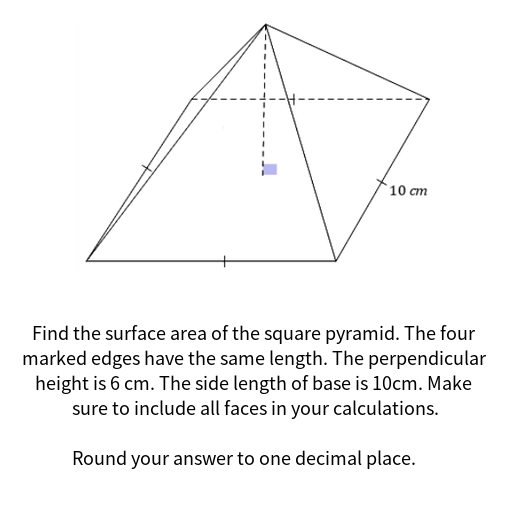 10 cm
Find the surface area of the square pyramid. The four
marked edges have the same length. The perpendicular
height is 6 cm. The side length of base is 10cm. Make
sure to include all faces in your calculations.
Round your answer to one decimal place.